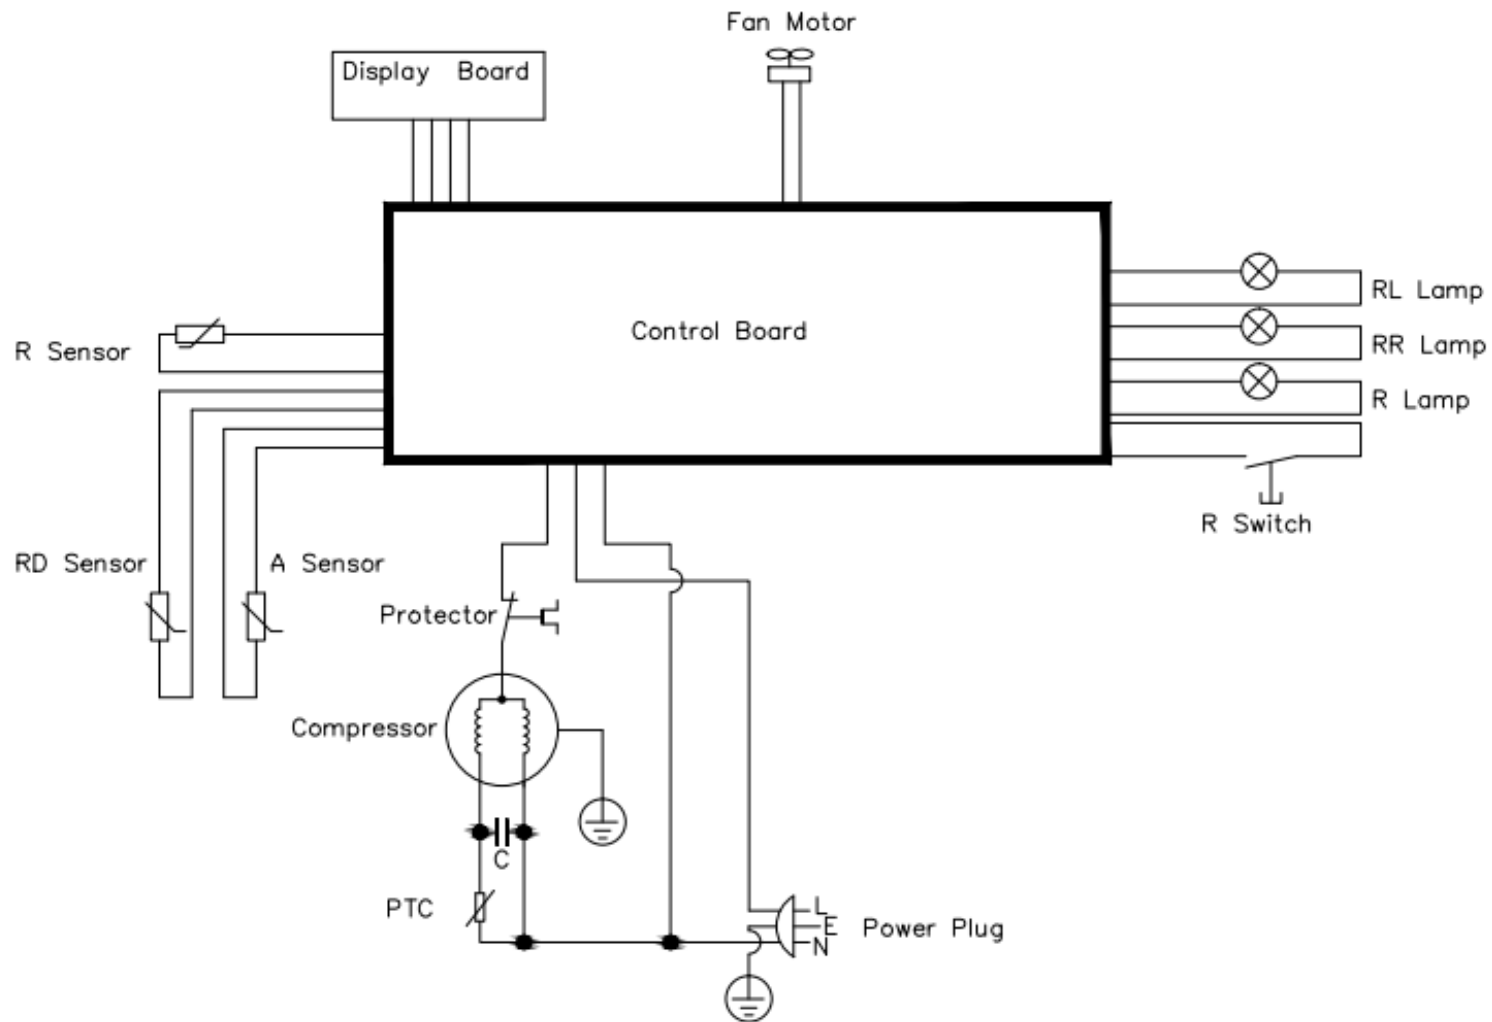 Fan Motor
Display Board
RL Lamp
Control Board
RR Lamp
R Sensor
R Lamp
R Switch
RD Sensor
A Sensor
Protector
Compressor
C
PTC
L
E
N
Power Plug